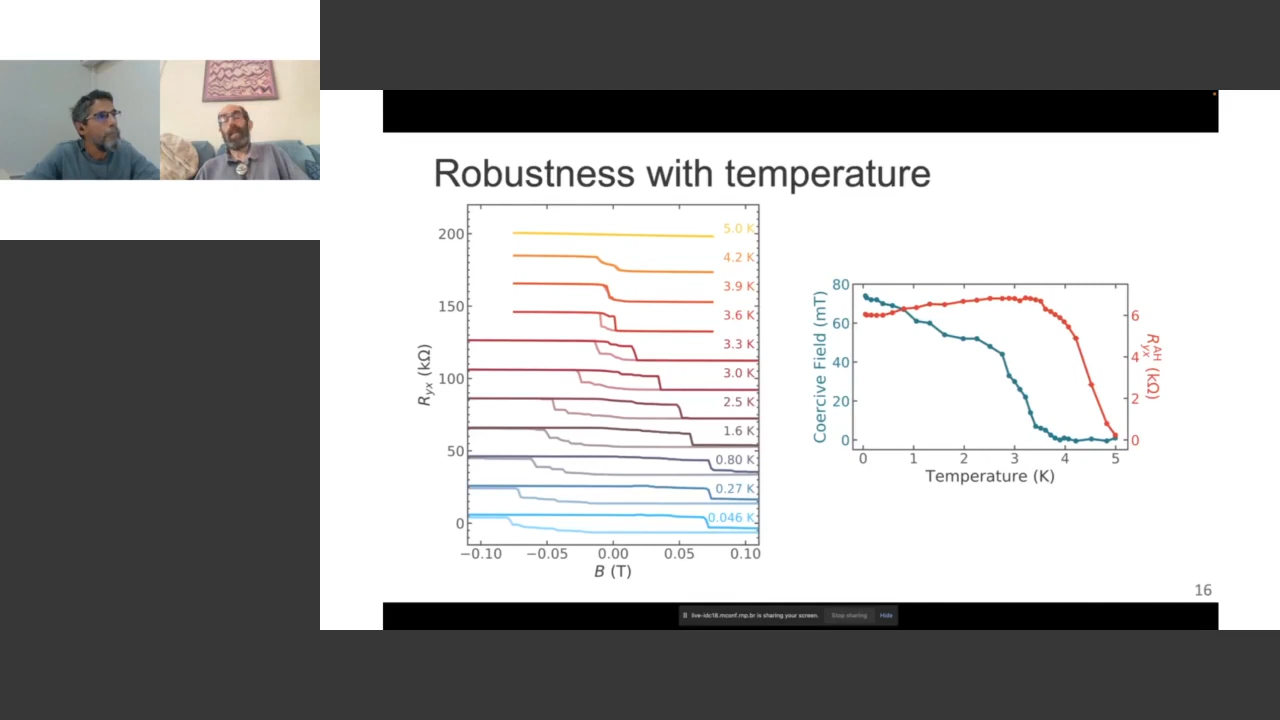 Robustness with temperature
R_yx (kΩ)
200
150
100
50
0
5.0 K
4.2 K
3.9 K
3.6 K
3.3 K
3.0 K
2.5 K
1.6 K
0.80 K
0.27 K
0.046 K
−0.10 −0.05 0.00 0.05 0.10
B (T)
Coercive Field (mT)
80
60
40
20
0
6
4
2
0
R_yx^AH (kΩ)
0 1 2 3 4 5
Temperature (K)
16
live-idc18.mconf.rnp.br is sharing your screen. Stop sharing Hide